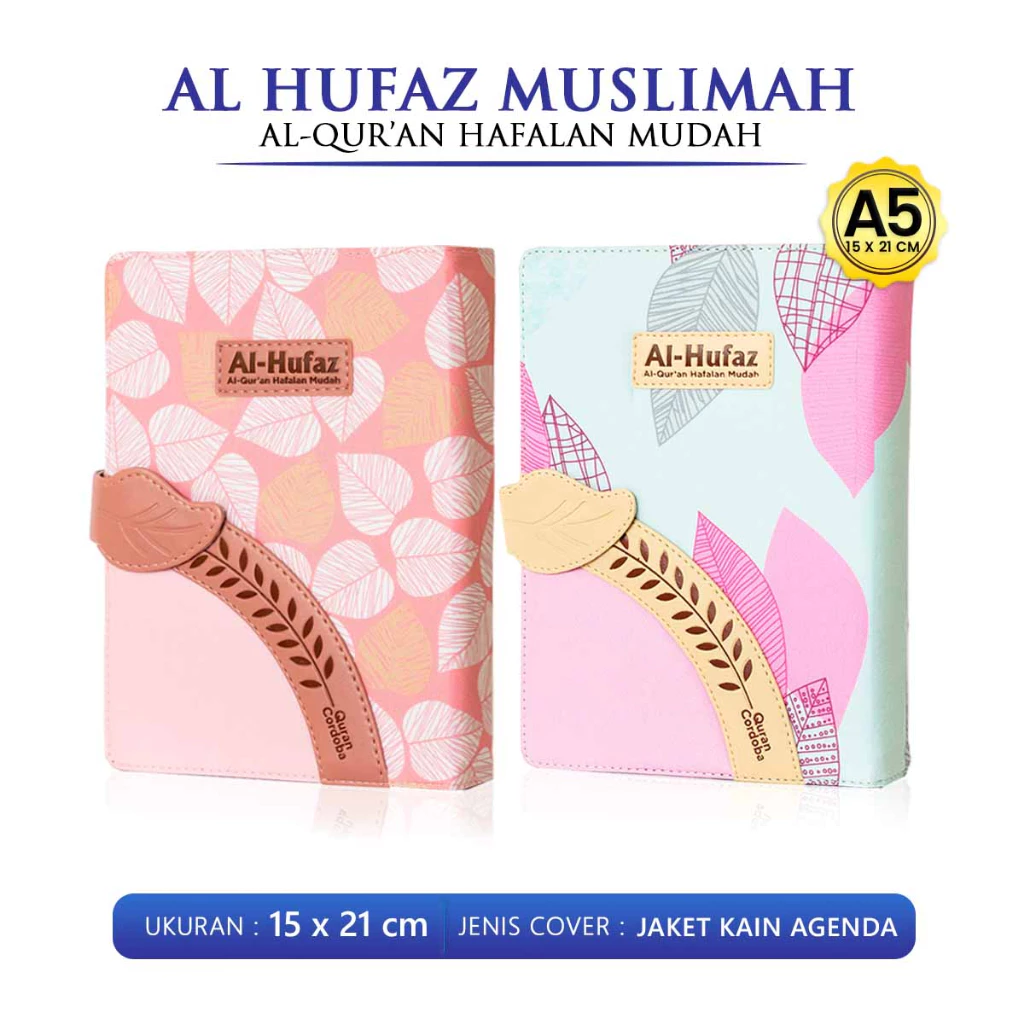 AL HUFAZ MUSLIMAH
AL-QUR'AN HAFALAN MUDAH
A5
15 X 21 CM
Al-Hufaz
Al-Qur'an Hafalan Mudah
Quran
Cordoba
Al-Hufaz
Al-Qur'an Hafalan Mudah
Quran
Cordoba
UKURAN : 15 x 21 cm
JENIS COVER : JAKET KAIN AGENDA